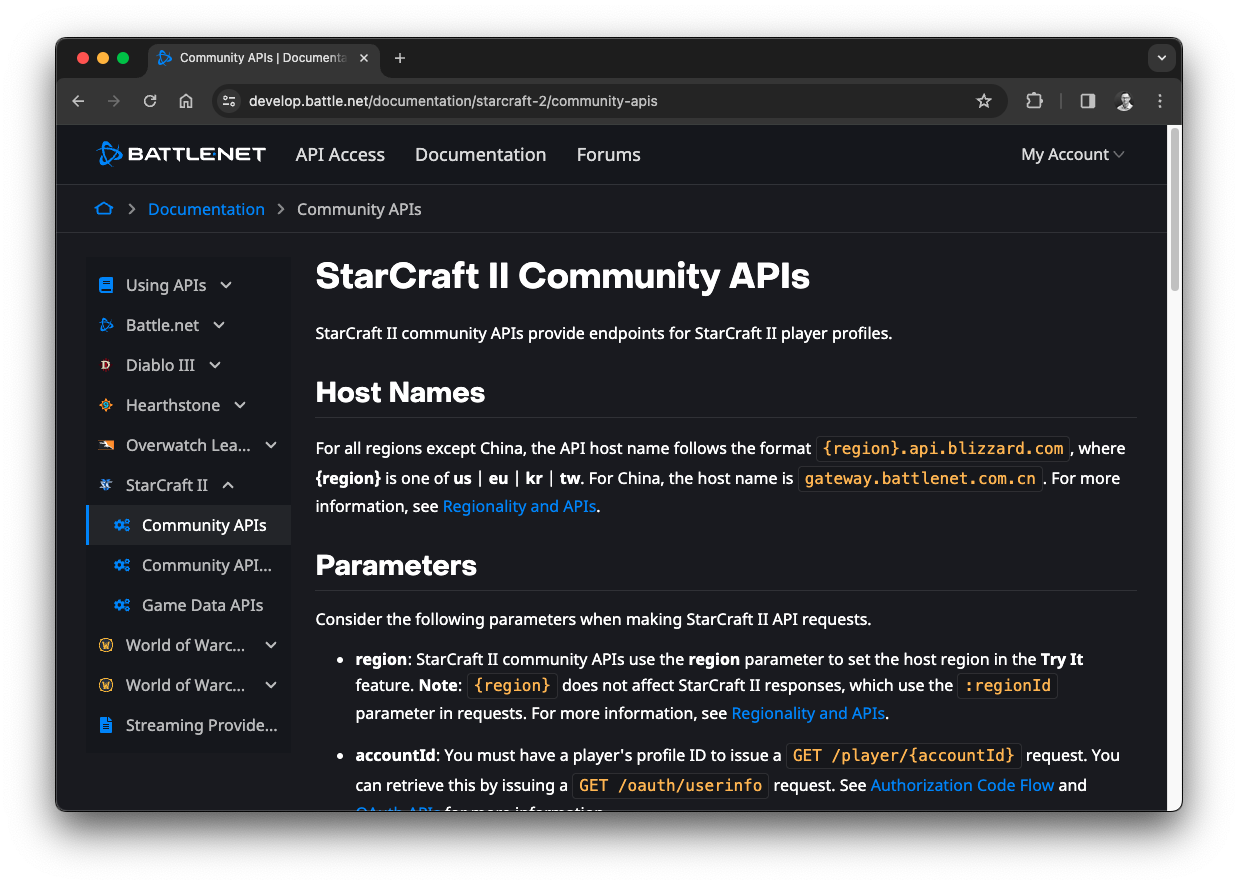 Community APIs | Documenta
develop.battle.net/documentation/starcraft-2/community-apis
BATTLE.NET API Access Documentation Forums My Account
Documentation > Community APIs
Using APIs
Battle.net
Diablo III
Hearthstone
Overwatch Lea...
StarCraft II
Community APIs
Community API...
Game Data APIs
World of Warc...
World of Warc...
Streaming Provide...
StarCraft II Community APIs
StarCraft II community APIs provide endpoints for StarCraft II player profiles.
Host Names
For all regions except China, the API host name follows the format {region}.api.blizzard.com, where
{region} is one of us | eu | kr | tw. For China, the host name is gateway.battlenet.com.cn. For more
information, see Regionality and APIs.
Parameters
Consider the following parameters when making StarCraft II API requests.
• region: StarCraft II community APIs use the region parameter to set the host region in the Try It
feature. Note: {region} does not affect StarCraft II responses, which use the :regionId
parameter in requests. For more information, see Regionality and APIs.
• accountId: You must have a player's profile ID to issue a GET /player/{accountId} request. You
can retrieve this by issuing a GET /oauth/userinfo request. See Authorization Code Flow and
OAuth APIs for more information.